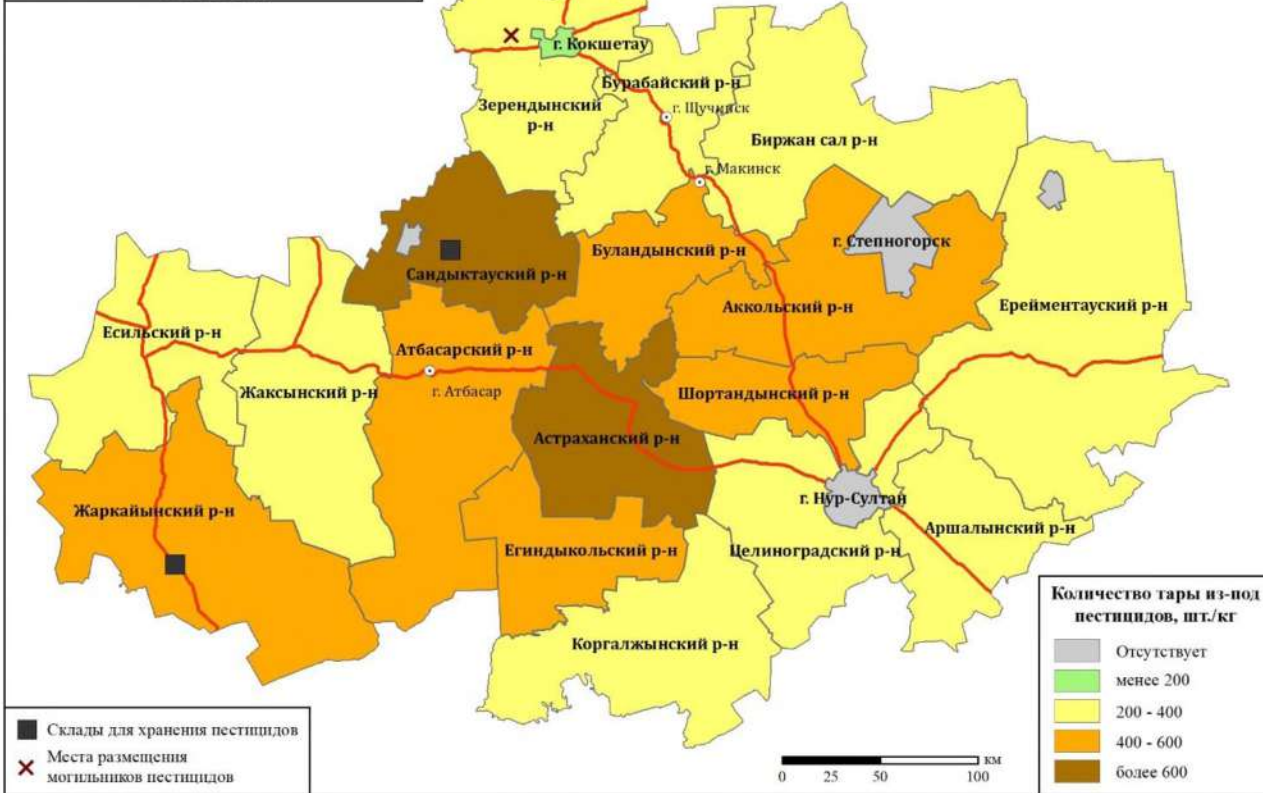 г. Кокшетау
Бурабайский р-н
Зерендынский
р-н
г. Щучинск
Биржан сал р-н
г. Макинск
г. Степногорск
Буландынский р-н
Сандыктауский р-н
Аккольский р-н
Ерейментауский р-н
Есильский р-н
Атбасарский р-н
Жаксынский р-н
г. Атбасар
Шортандынский р-н
Астраханский р-н
г. Нур-Султан
Жаркайынский р-н
Аршалынский р-н
Егиндыкольский р-н
Целиноградский р-н
Коргалжынский р-н
Количество тары из-под
пестицидов, шт./кг
Отсутствует
менее 200
200 - 400
400 - 600
более 600
Склады для хранения пестицидов
Места размещения
могильников пестицидов
км
0 25 50 100